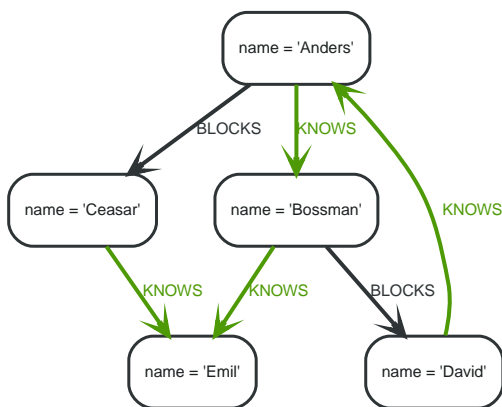 name = 'Anders'
BLOCKS
KNOWS
name = 'Ceasar'
name = 'Bossman'
KNOWS
KNOWS
KNOWS
BLOCKS
name = 'Emil'
name = 'David'